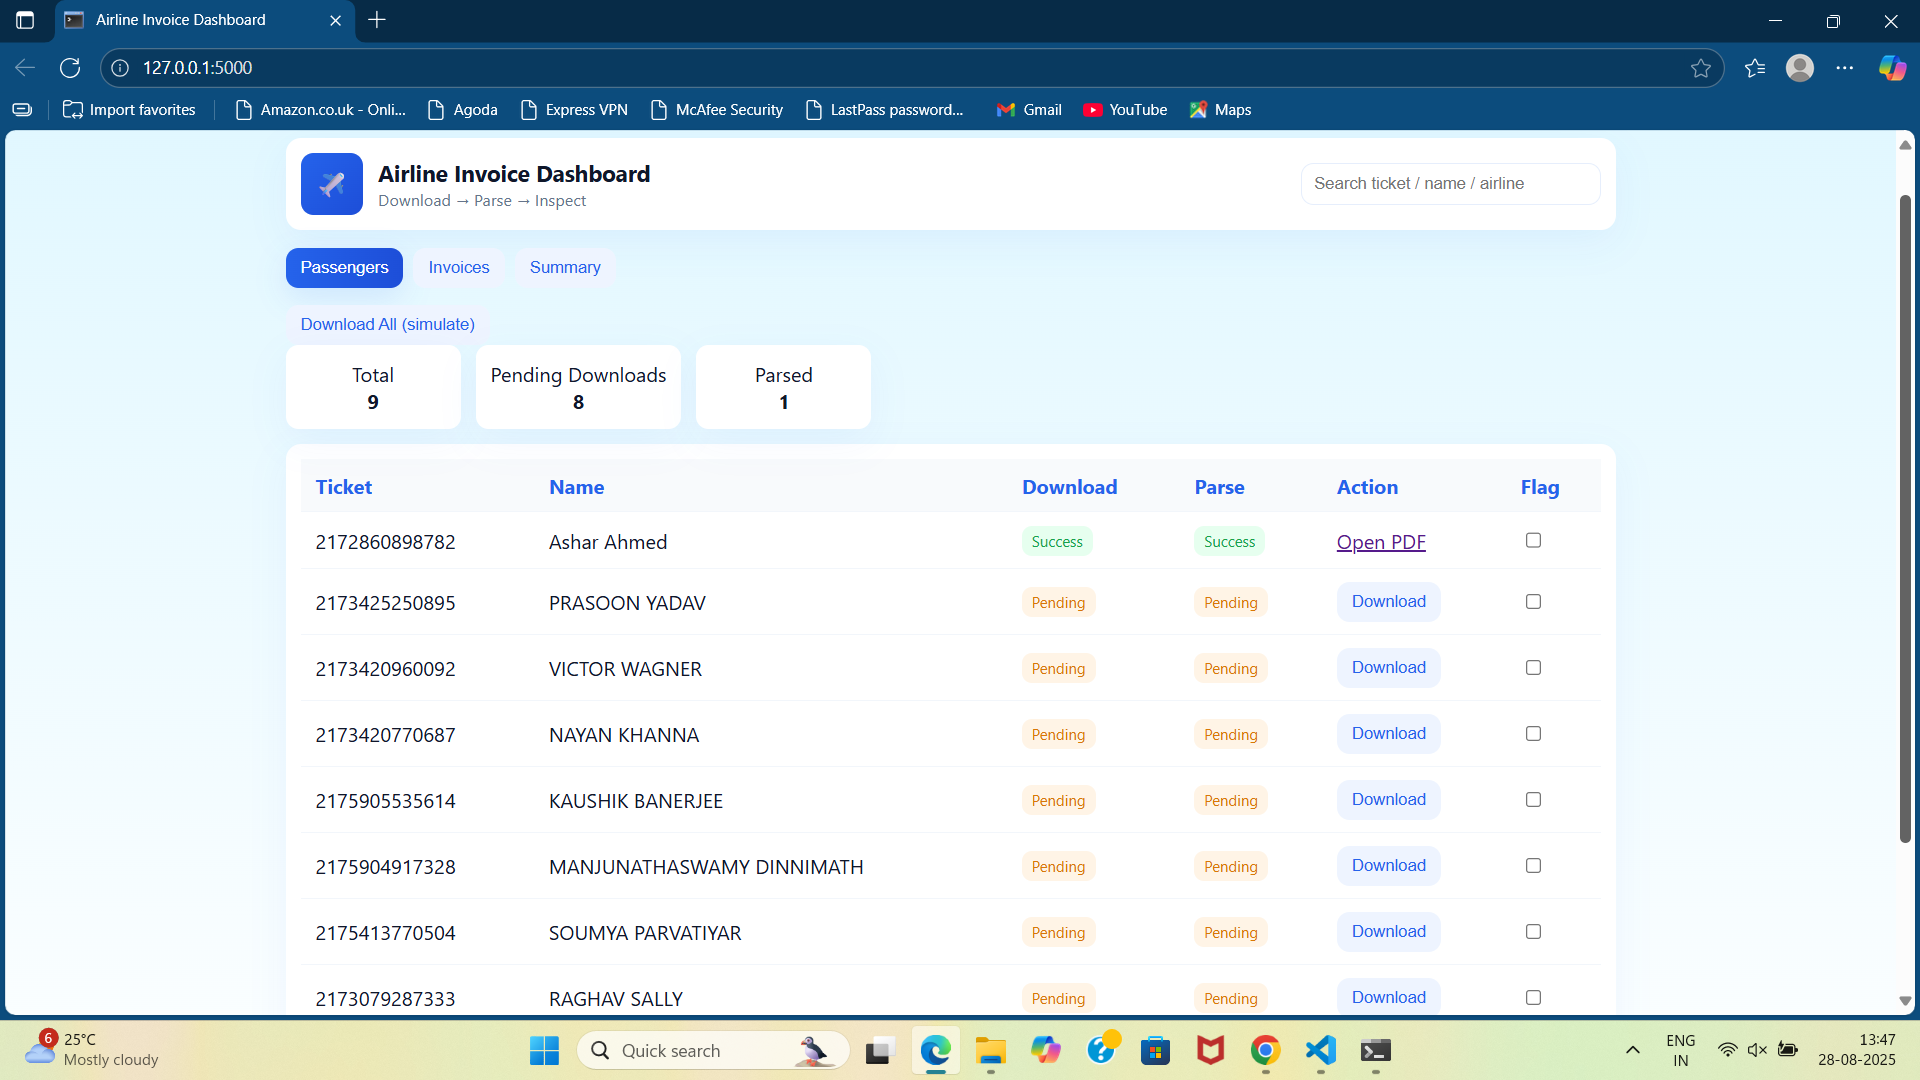 Airline Invoice Dashboard
127.0.0.1:5000
Import favorites Amazon.co.uk - Onli... Agoda Express VPN McAfee Security LastPass password... Gmail YouTube Maps
Airline Invoice Dashboard
Download → Parse → Inspect
Search ticket / name / airline
Passengers Invoices Summary
Download All (simulate)
Total Pending Downloads Parsed
9 8 1
Ticket Name Download Parse Action Flag
2172860898782 Ashar Ahmed Success Success Open PDF
2173425250895 PRASOON YADAV Pending Pending Download
2173420960092 VICTOR WAGNER Pending Pending Download
2173420770687 NAYAN KHANNA Pending Pending Download
2175905535614 KAUSHIK BANERJEE Pending Pending Download
2175904917328 MANJUNATHASWAMY DINNIMATH Pending Pending Download
2175413770504 SOUMYA PARVATIYAR Pending Pending Download
2173079287333 RAGHAV SALLY Pending Pending Download
6 25°C
Mostly cloudy
Quick search
ENG
IN
13:47
28-08-2025